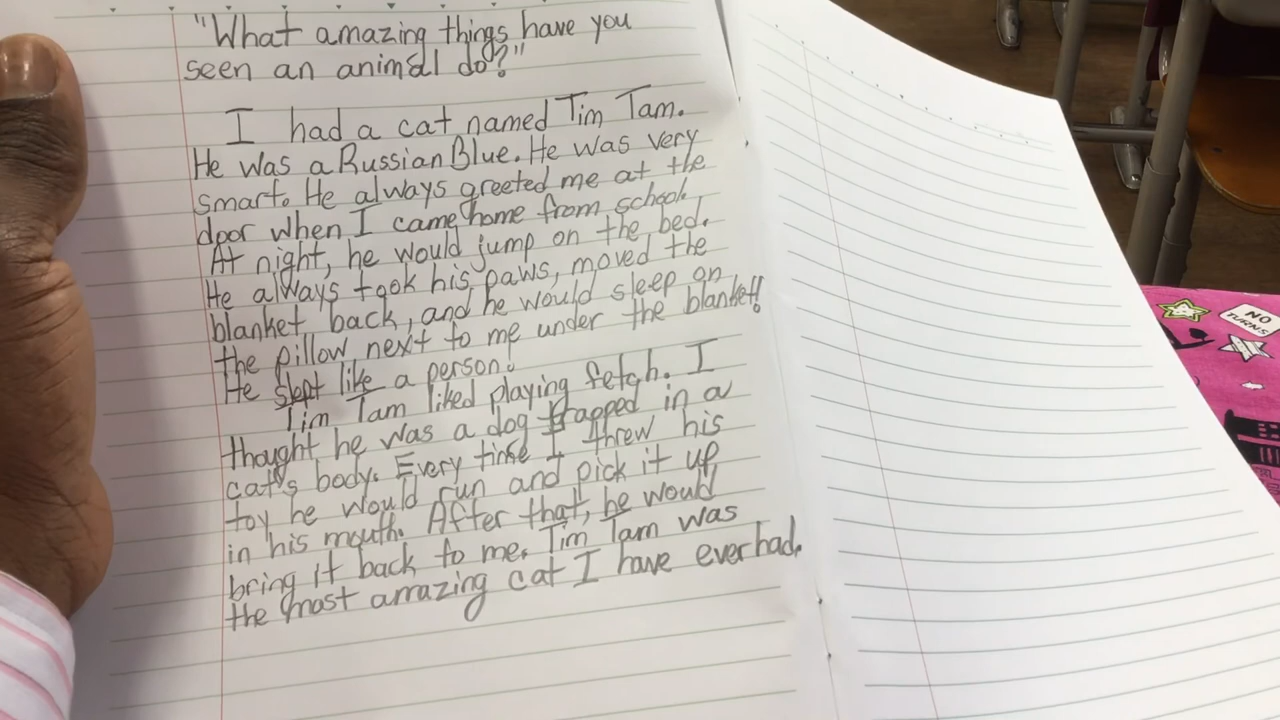 "What amazing things have you
seen an animal do?"
I had a cat named Tim Tam.
He was a Russian Blue. He was very
smart. He always greeted me at the
door when I came home from school.
At night, he would jump on the bed.
He always took his paws, moved the
blanket back, and he would sleep on
the pillow next to me under the blanket!
He slept like a person.
Tim Tam liked playing fetch. I
thought he was a dog trapped in a
cat's body. Every time I threw his
toy he would run and pick it up
in his mouth. After that, he would
bring it back to me. Tim Tam was
the most amazing cat I have ever had.
NO
TURNS